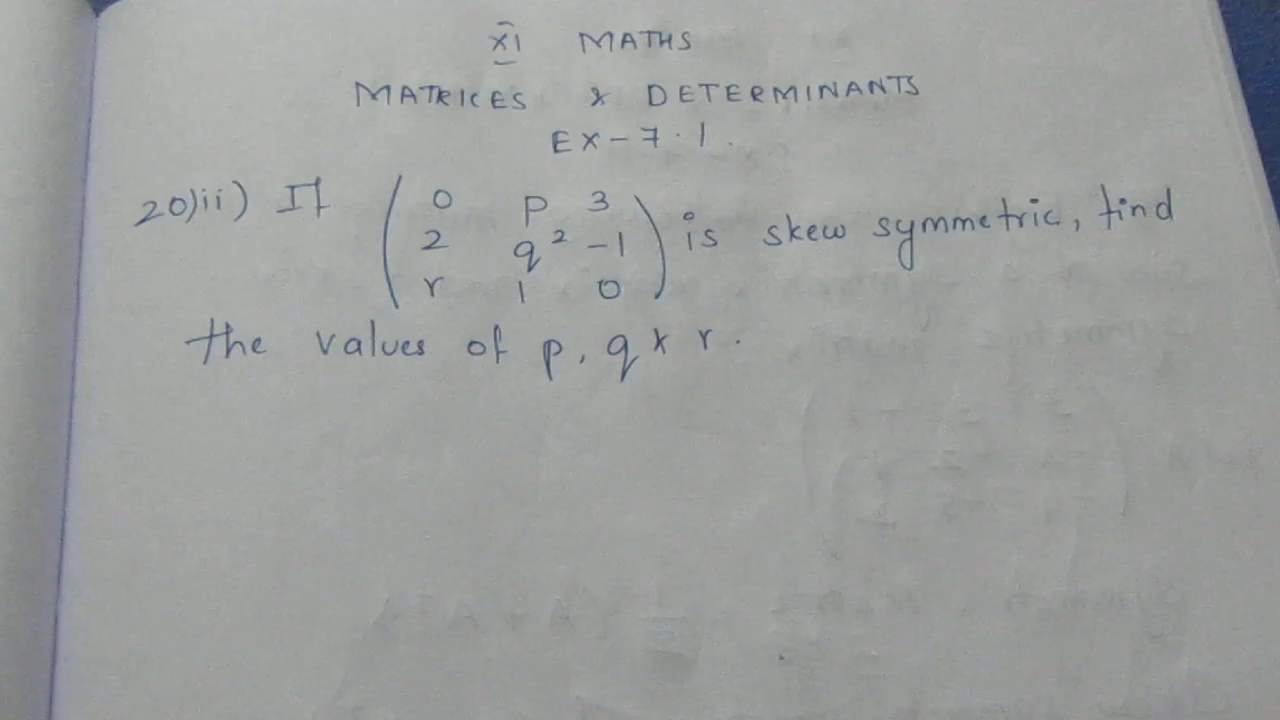 XI MATHS
MATRICES & DETERMINANTS
EX-7.1.
20)ii) If ( 0 p 3 
2 q² -1 
r 1 0 ) is skew symmetric, find
the values of p, q & r.